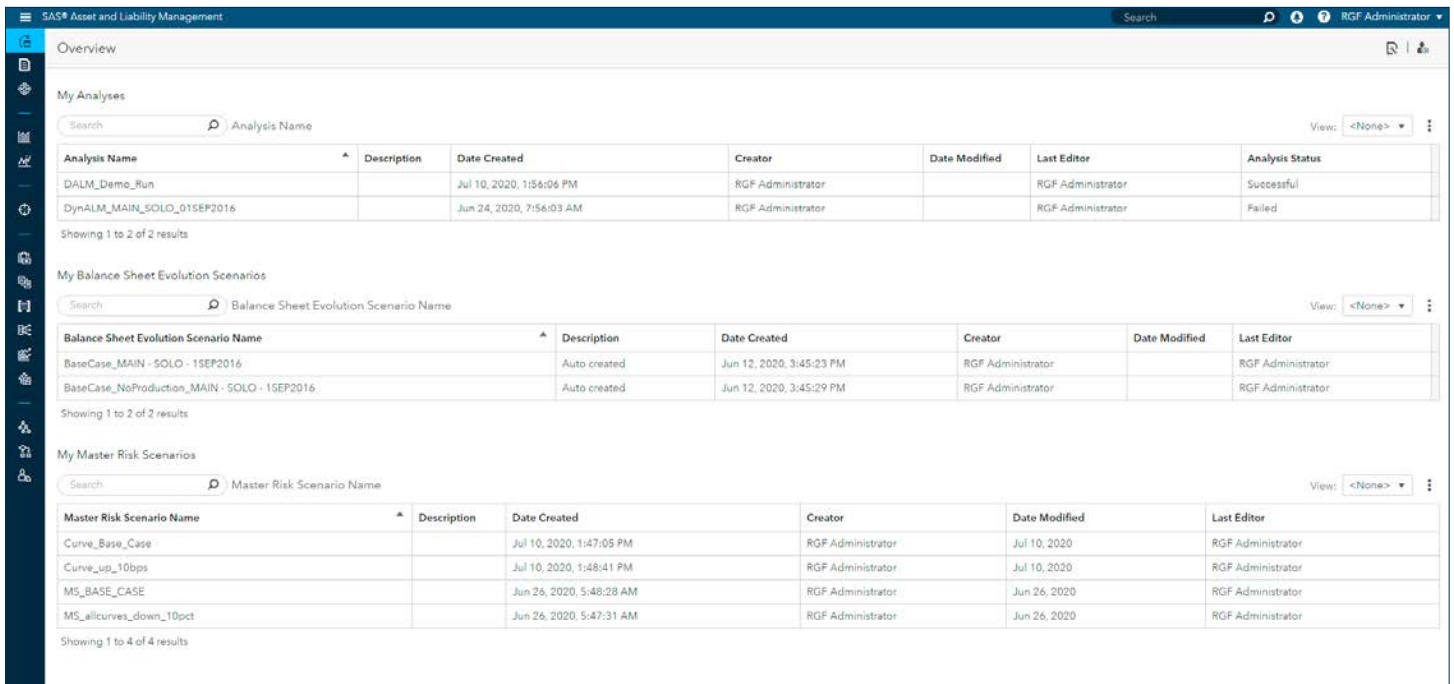 SAS® Asset and Liability Management Search RGF Administrator
Overview
My Analyses
Search Analysis Name View: <None>
Analysis Name Description Date Created Creator Date Modified Last Editor Analysis Status
DALM_Demo_Run Jul 10, 2020, 1:56:06 PM RGF Administrator RGF Administrator Successful
DynALM_MAIN_SOLO_01SEP2016 Jun 24, 2020, 7:56:03 AM RGF Administrator RGF Administrator Failed
Showing 1 to 2 of 2 results
My Balance Sheet Evolution Scenarios
Search Balance Sheet Evolution Scenario Name View: <None>
Balance Sheet Evolution Scenario Name Description Date Created Creator Date Modified Last Editor
BaseCase_MAIN - SOLO - 1SEP2016 Auto created Jun 12, 2020, 3:45:23 PM RGF Administrator RGF Administrator
BaseCase_NoProduction_MAIN - SOLO - 1SEP2016 Auto created Jun 12, 2020, 3:45:29 PM RGF Administrator RGF Administrator
Showing 1 to 2 of 2 results
My Master Risk Scenarios
Search Master Risk Scenario Name View: <None>
Master Risk Scenario Name Description Date Created Creator Date Modified Last Editor
Curve_Base_Case Jul 10, 2020, 1:47:05 PM RGF Administrator Jul 10, 2020 RGF Administrator
Curve_up_10bps Jul 10, 2020, 1:48:41 PM RGF Administrator Jul 10, 2020 RGF Administrator
MS_BASE_CASE Jun 26, 2020, 5:48:28 AM RGF Administrator Jun 26, 2020 RGF Administrator
MS_allcurves_down_10pct Jun 26, 2020, 5:47:31 AM RGF Administrator Jun 26, 2020 RGF Administrator
Showing 1 to 4 of 4 results